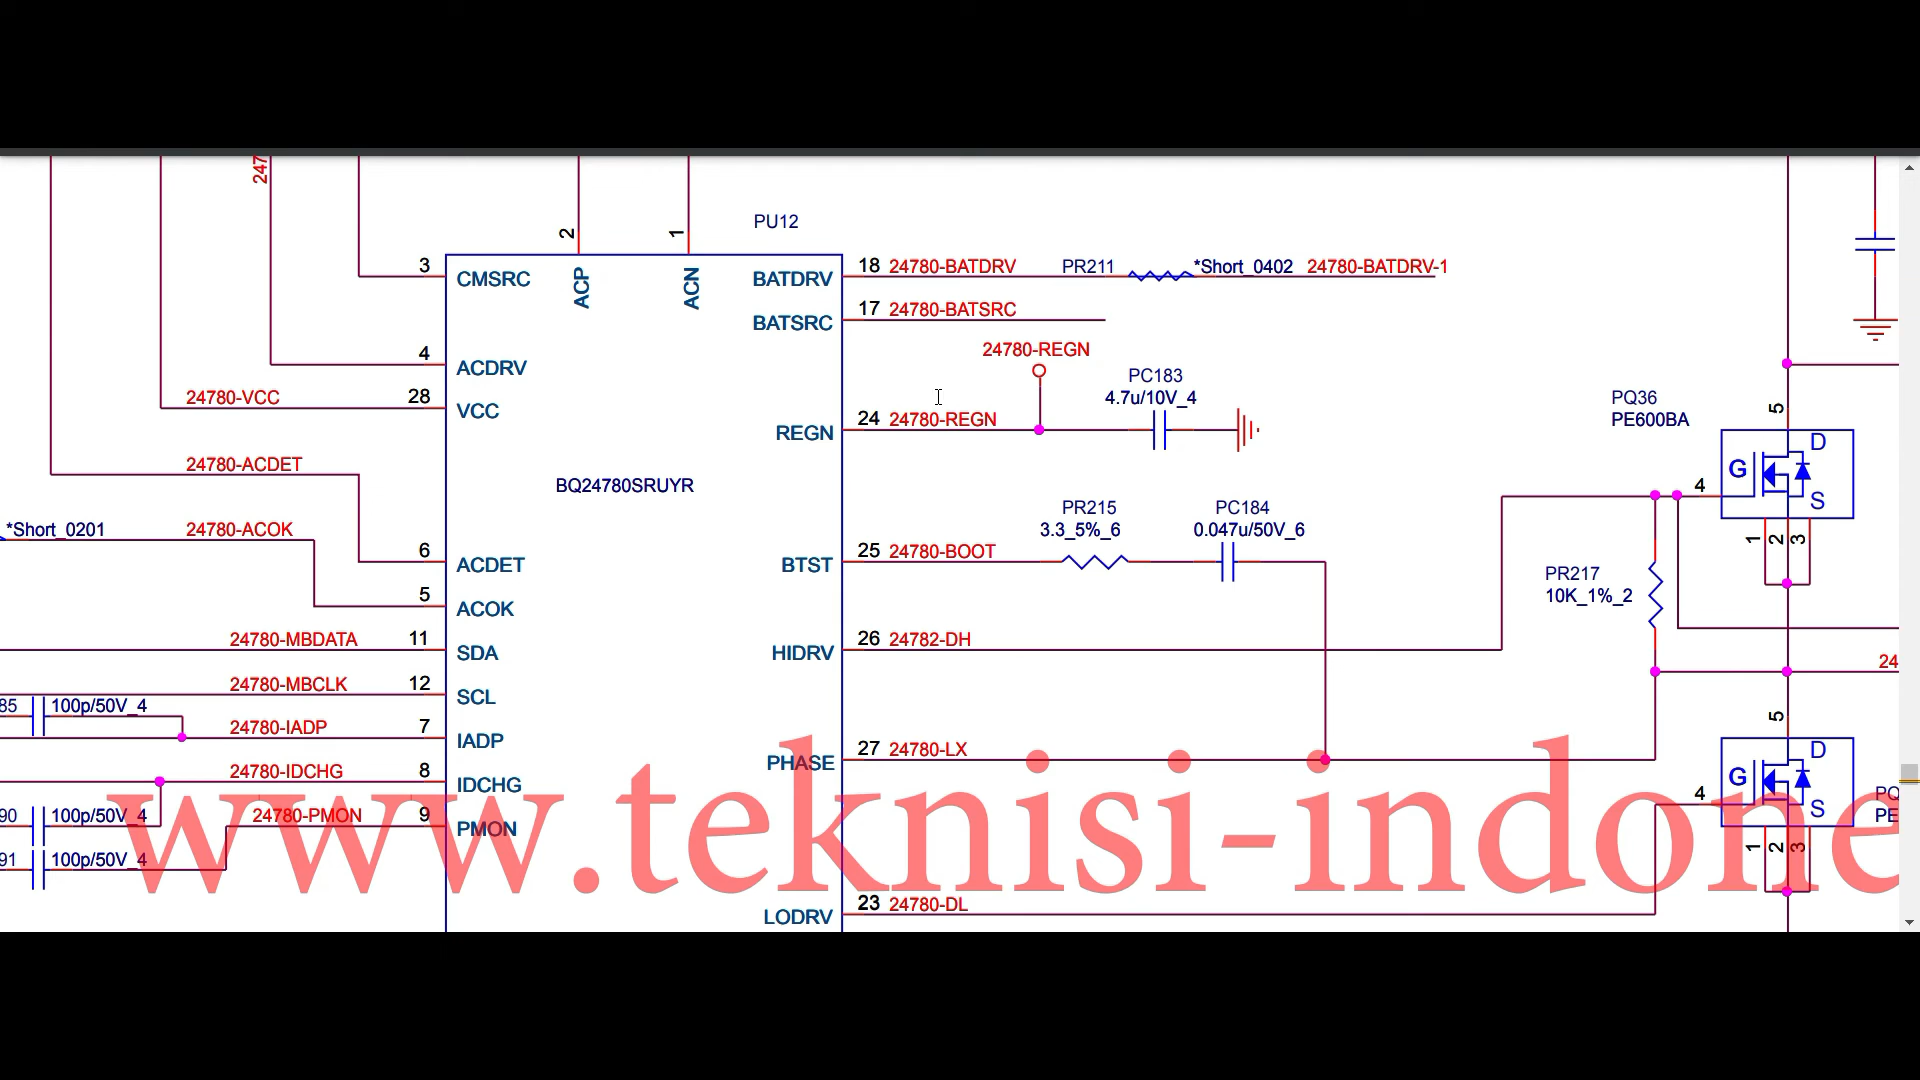 247
PU12
2
1
3
CMSRC
ACP
ACN
BATDRV
18
24780-BATDRV
PR211
*Short_0402
24780-BATDRV-1
BATSRC
17
24780-BATSRC
24780-REGN
4
ACDRV
24780-VCC
28
VCC
REGN
24
24780-REGN
PC183
4.7u/10V_4
PQ36
PE600BA
5
D
G
S
4
1
2
3
24780-ACDET
BQ24780SRUYR
*Short_0201
24780-ACOK
6
ACDET
5
ACOK
BTST
25
24780-BOOT
PR215
3.3_5%_6
PC184
0.047u/50V_6
PR217
10K_1%_2
24780-MBDATA
11
SDA
HIDRV
26
24782-DH
24
24780-MBCLK
12
SCL
85
100p/50V_4
24780-IADP
7
IADP
PHASE
27
24780-LX
5
D
G
S
4
1
2
3
PQ
PE
24780-IDCHG
8
IDCHG
90
100p/50V_4
24780-PMON
9
PMON
91
100p/50V_4
LODRV
23
24780-DL
www.teknisi-indone